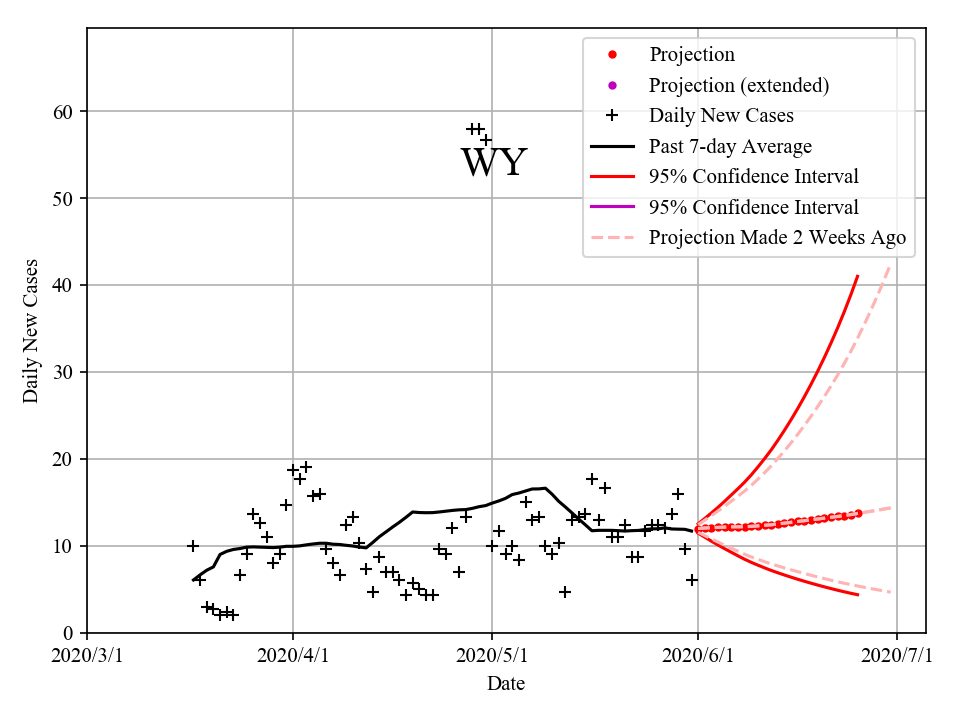 Projection
Projection (extended)
Daily New Cases
Past 7-day Average
95% Confidence Interval
95% Confidence Interval
Projection Made 2 Weeks Ago
WY
Daily New Cases
60
50
40
30
20
10
0
2020/3/1
2020/4/1
2020/5/1
2020/6/1
2020/7/1
Date